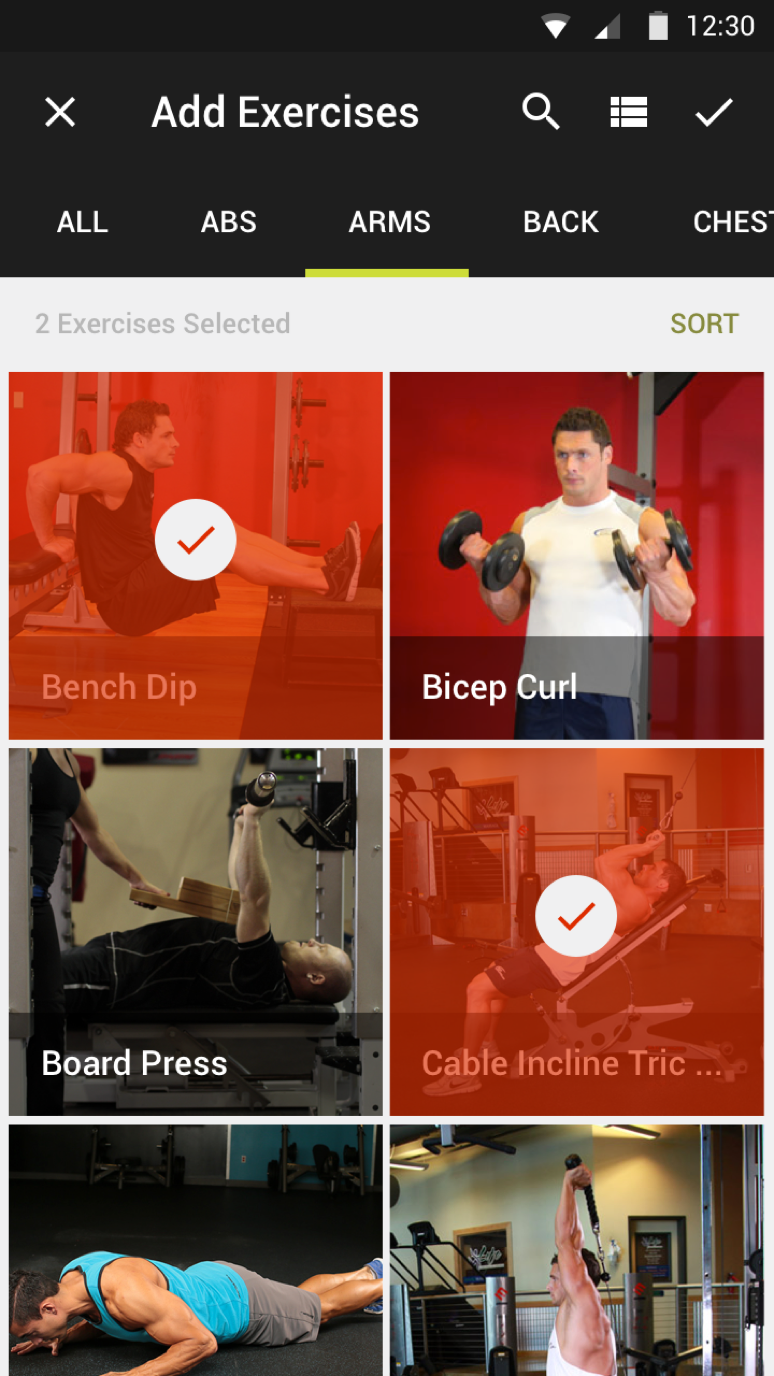 12:30
Add Exercises
ALL ABS ARMS BACK CHEST
2 Exercises Selected SORT
Bench Dip
Bicep Curl
Board Press
Cable Incline Tric ...